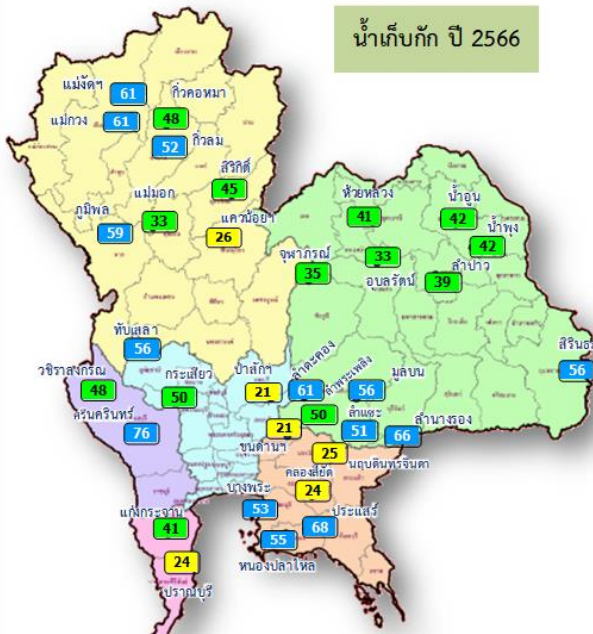 น้ำเก็บกัก ปี 2566
แม่งัดฯ
61
กิ่วคอหมา
48
แม่กวง
61
กิ่วลม
52
สิริกิติ์
45
แม่มอก
33
ภูมิพล
59
แควน้อยฯ
26
ห้วยหลวง
41
น้ำอูน
42
น้ำพุง
42
จุฬาภรณ์
35
33
อุบลรัตน์
ลำปาว
39
ทับเสลา
56
สิรินธร
56
วชิราลงกรณ
48
กระเสียว
50
ป่าสักฯ
21
ลำตะคอง
61
ลำพระเพลิง
50
มูลบน
56
ลำแชะ
51
ลำนางรอง
66
ศรีนครินทร์
76
21
ขุนด่านฯ
25
นฤบดินทรจินดา
คลองสียัด
24
บางพระ
53
ประแสร์
68
55
หนองปลาไหล
แก่งกระจาน
41
24
ปราณบุรี